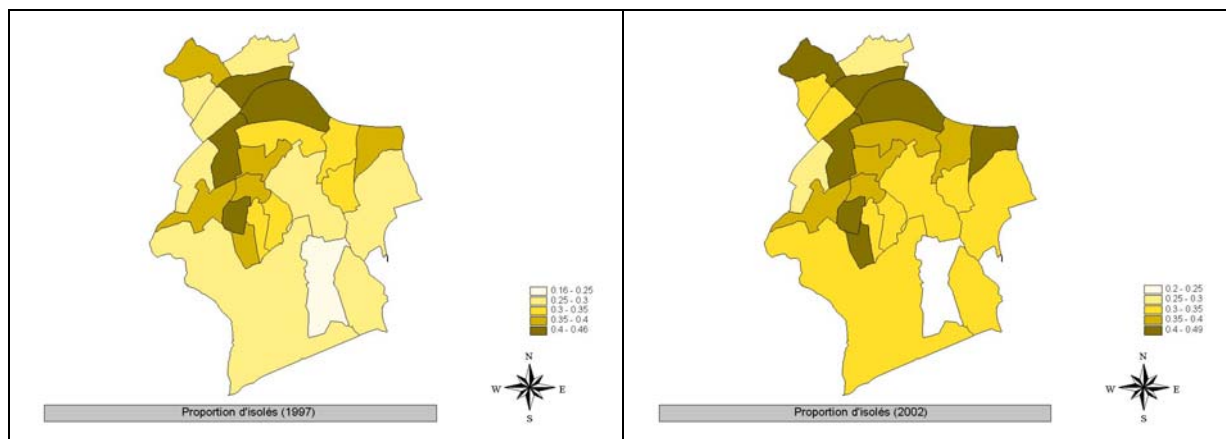 0.16 - 0.25
0.25 - 0.3
0.3 - 0.35
0.35 - 0.4
0.4 - 0.46
N
W E
S
Proportion d'isolés (1997)
0.2 - 0.25
0.25 - 0.3
0.3 - 0.35
0.35 - 0.4
0.4 - 0.49
N
W E
S
Proportion d'isolés (2002)